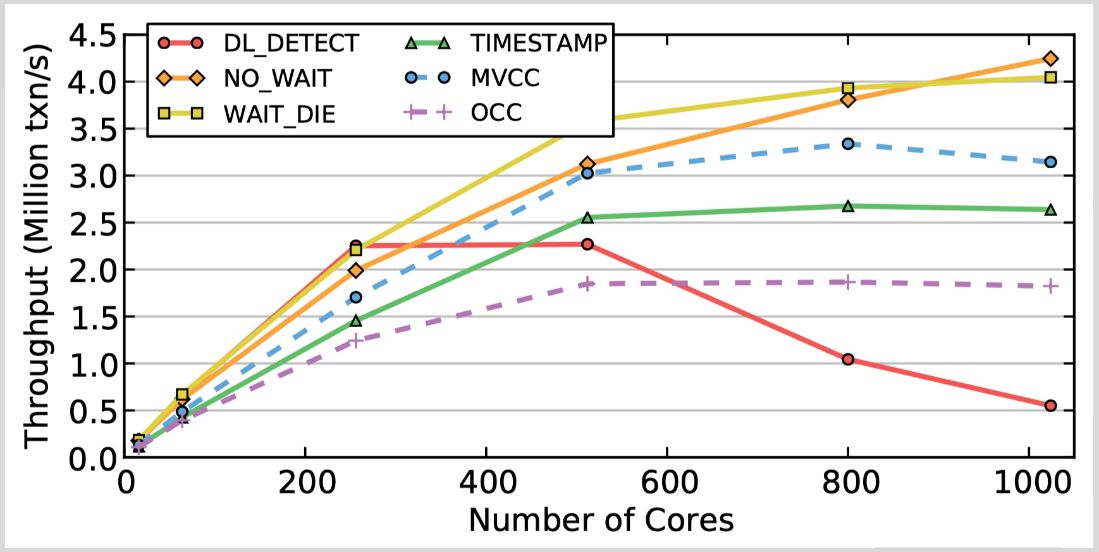 4.5
4.0
3.5
3.0
2.5
2.0
1.5
1.0
0.5
0.0
Throughput (Million txn/s)
DL_DETECT
NO_WAIT
WAIT_DIE
TIMESTAMP
MVCC
OCC
0 200 400 600 800 1000
Number of Cores